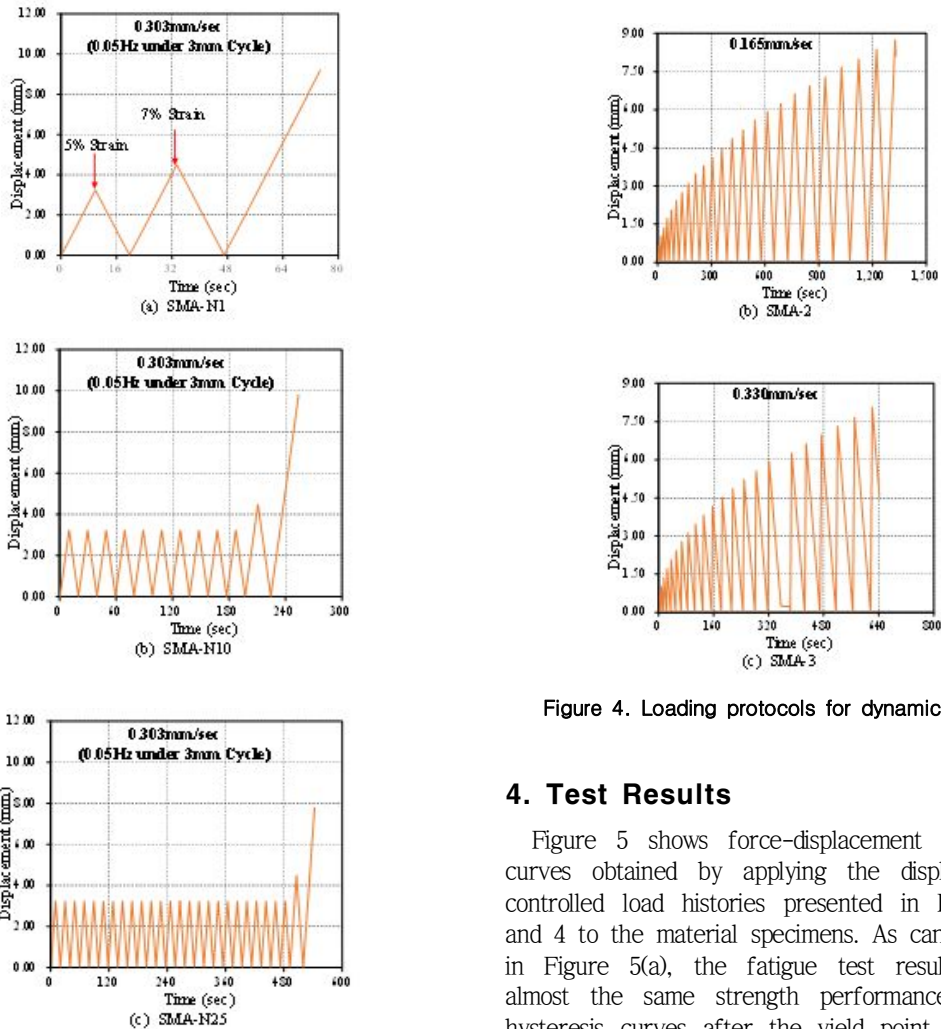 0.303mm/sec
(0.05Hz under 3mm Cycle)
5% Strain
7% Strain
Displacement (mm)
12.00
10.00
8.00
6.00
4.00
2.00
0.00
0 16 32 48 64 80
Time (sec)
(a) SMA-N1
0.303mm/sec
(0.05Hz under 3mm Cycle)
Displacement (mm)
12.00
10.00
8.00
6.00
4.00
2.00
0.00
0 60 120 180 240 300
Time (sec)
(b) SMA-N10
0.303mm/sec
(0.05Hz under 3mm Cycle)
Displacement (mm)
12.00
10.00
8.00
6.00
4.00
2.00
0.00
0 120 240 360 480 600
Time (sec)
(c) SMA-N25
0.165mm/sec
Displacement (mm)
9.00
7.50
6.00
4.50
3.00
1.50
0.00
0 300 600 900 1,200 1,500
Time (sec)
(b) SMA-2
0.330mm/sec
Displacement (mm)
9.00
7.50
6.00
4.50
3.00
1.50
0.00
0 160 320 480 640 800
Time (sec)
(c) SMA-3
Figure 4. Loading protocols for dynamic
4. Test Results
Figure 5 shows force-displacement
curves obtained by applying the displ
controlled load histories presented in
and 4 to the material specimens. As can
in Figure 5(a), the fatigue test resul
almost the same strength performance
hysteresis curves after the yield point